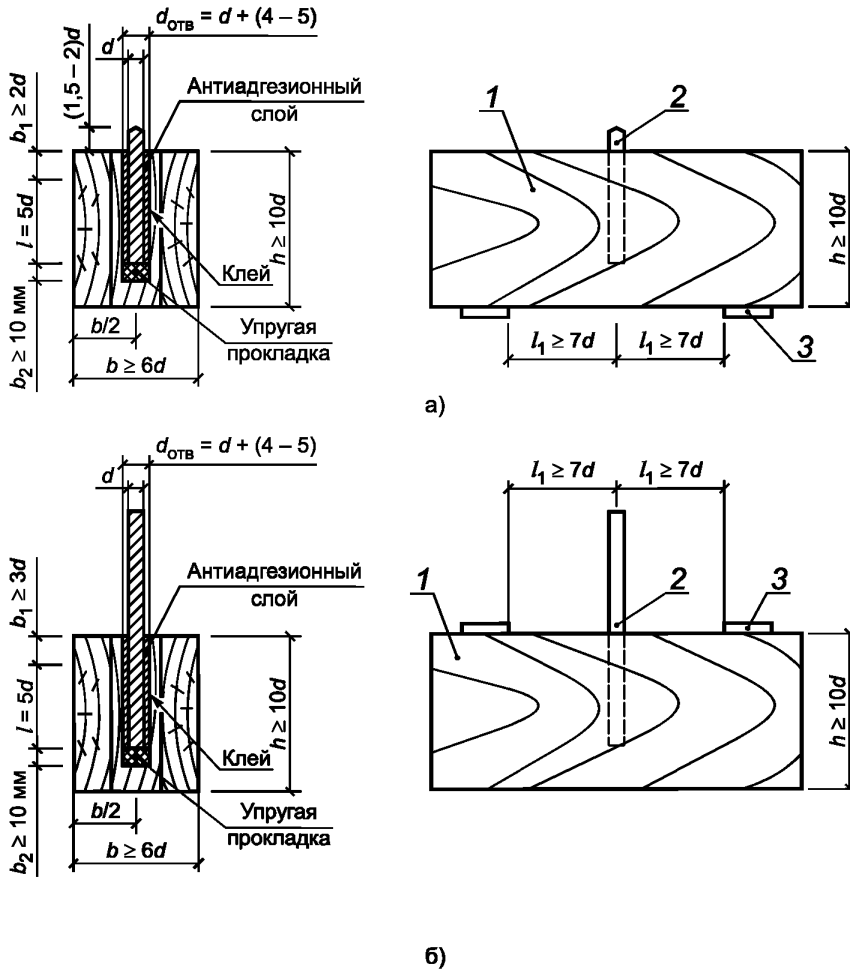 dотв = d + (4 – 5)
d
(1,5 – 2)d
b1 ≥ 2d
Антиадгезионный
слой
l = 5d
h ≥ 10d
Клей
b2 ≥ 10 мм
b/2
Упругая
прокладка
b ≥ 6d
1
2
h ≥ 10d
l1 ≥ 7d
l1 ≥ 7d
3
а)
dотв = d + (4 – 5)
d
b1 ≥ 3d
Антиадгезионный
слой
l = 5d
h ≥ 10d
Клей
b2 ≥ 10 мм
b/2
Упругая
прокладка
b ≥ 6d
l1 ≥ 7d
l1 ≥ 7d
1
2
3
h ≥ 10d
б)